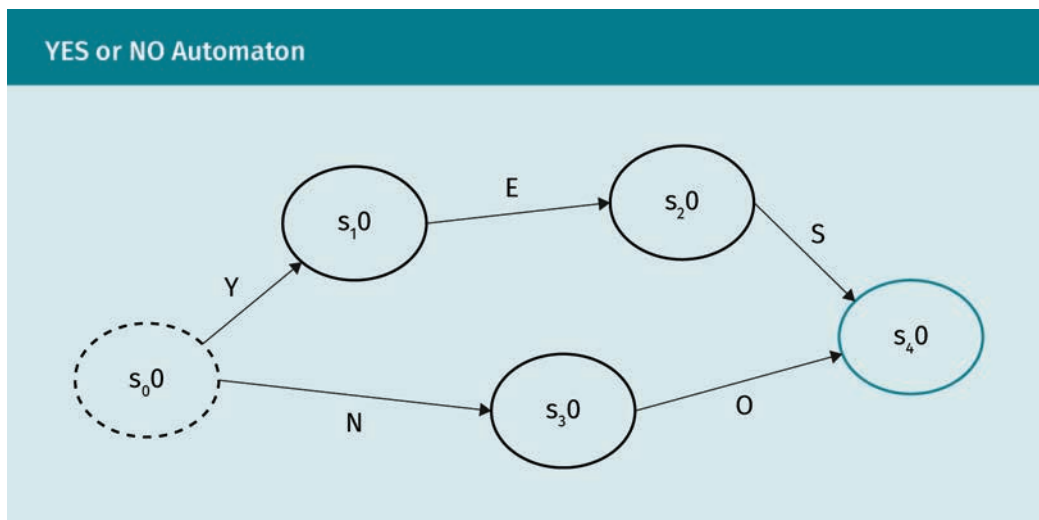 YES or NO Automaton
E
s₁0
s₂0
S
Y
s₄0
s₀0
s₃0
O
N